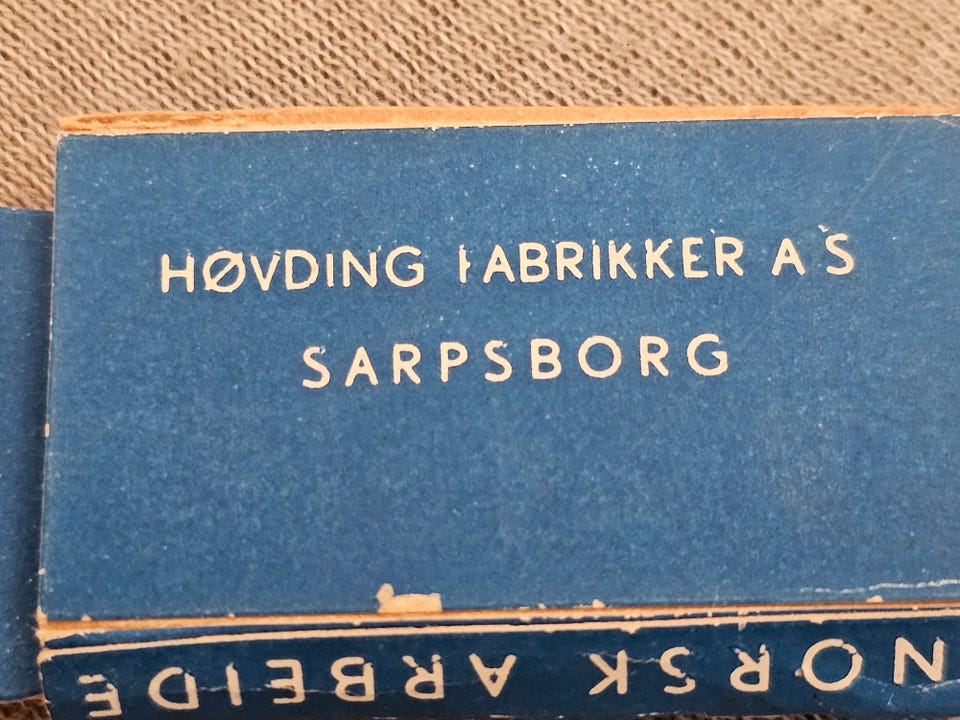 HØVDING FABRIKKER A S
SARPSBORG
NORSK ARBEIDE